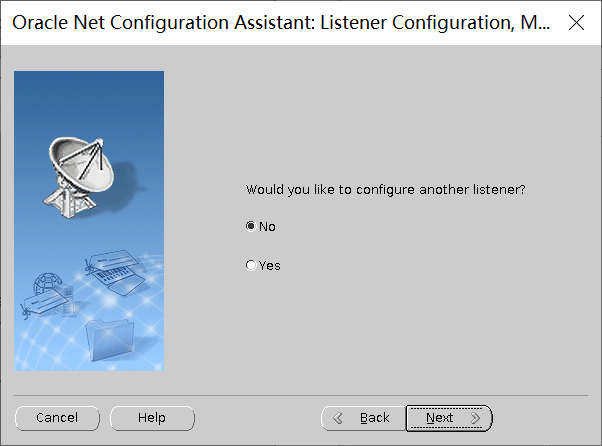 Oracle Net Configuration Assistant: Listener Configuration, M...
Would you like to configure another listener?
No
Yes
Cancel
Help
Back
Next